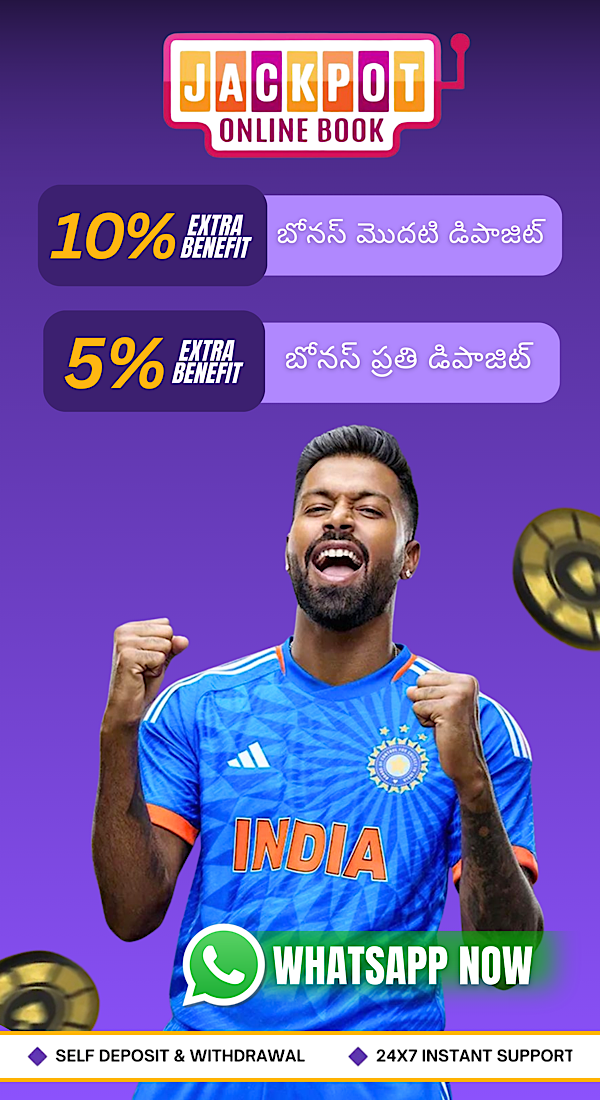 JACKPOT
ONLINE BOOK
10% EXTRA BENEFIT బోనస్ మొదటి డిపాజిట్
5% EXTRA BENEFIT బోనస్ ప్రతి డిపాజిట్
INDIA
WHATSAPP NOW
SELF DEPOSIT & WITHDRAWAL 24X7 INSTANT SUPPORT